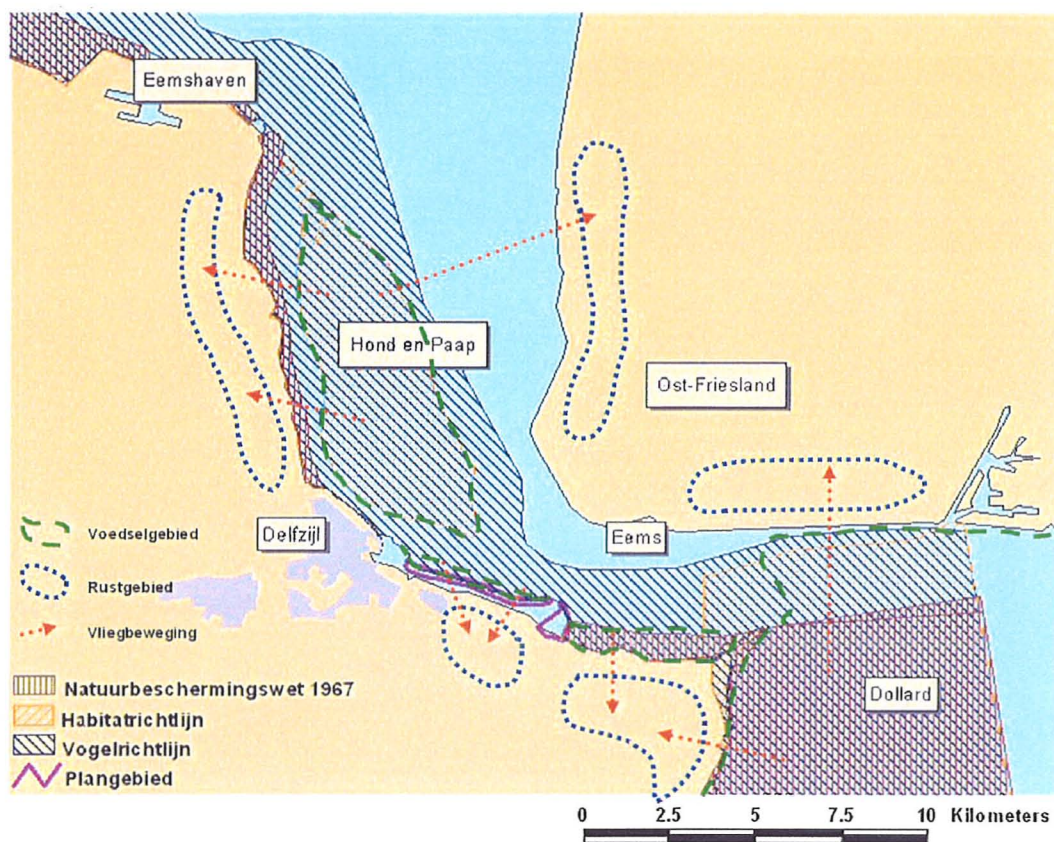 Eemshaven
Hond en Paap
Ost-Friesland
Delfzijl
Eems
Dollard
Voedselgebied
Rustgebied
Vliegbeweging
Natuurbeschermingswet 1967
Habitatrichtlijn
Vogelrichtlijn
Plangebied
0 2.5 5 7.5 10 Kilometers